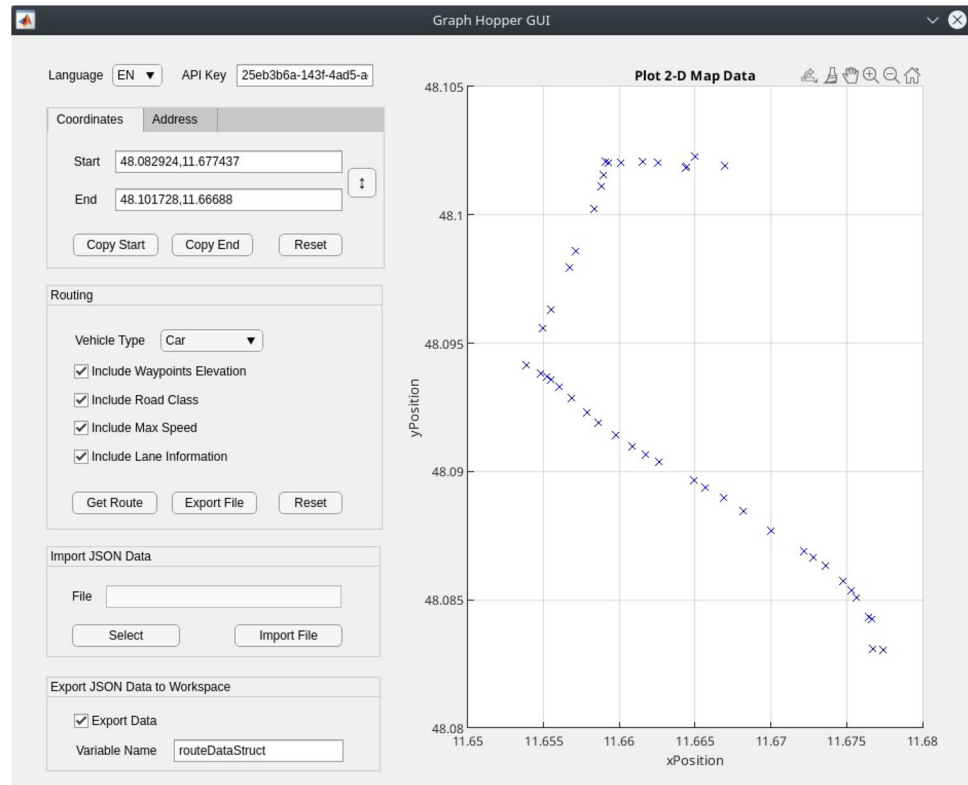 Graph Hopper GUI
Language EN API Key 25eb3b6a-143f-4ad5-a
Coordinates Address
Start 48.082924,11.677437
End 48.101728,11.66688
Copy Start Copy End Reset
Routing
Vehicle Type Car
Include Waypoints Elevation
Include Road Class
Include Max Speed
Include Lane Information
Get Route Export File Reset
Import JSON Data
File
Select Import File
Export JSON Data to Workspace
Export Data
Variable Name routeDataStruct
Plot 2-D Map Data
48.105
48.1
48.095
48.09
48.085
48.08
yPosition
11.65 11.655 11.66 11.665 11.67 11.675 11.68
xPosition